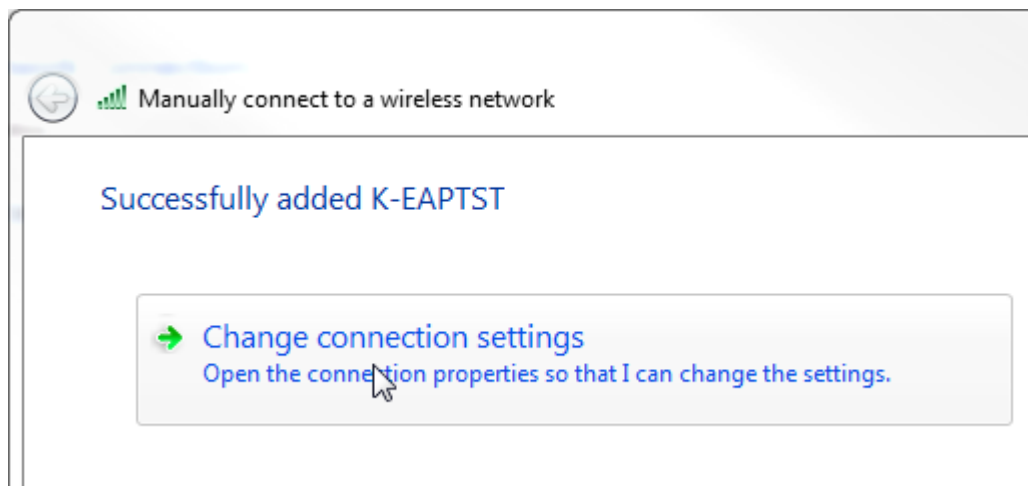 Manually connect to a wireless network
Successfully added K-EAPTST
Change connection settings
Open the connection properties so that I can change the settings.